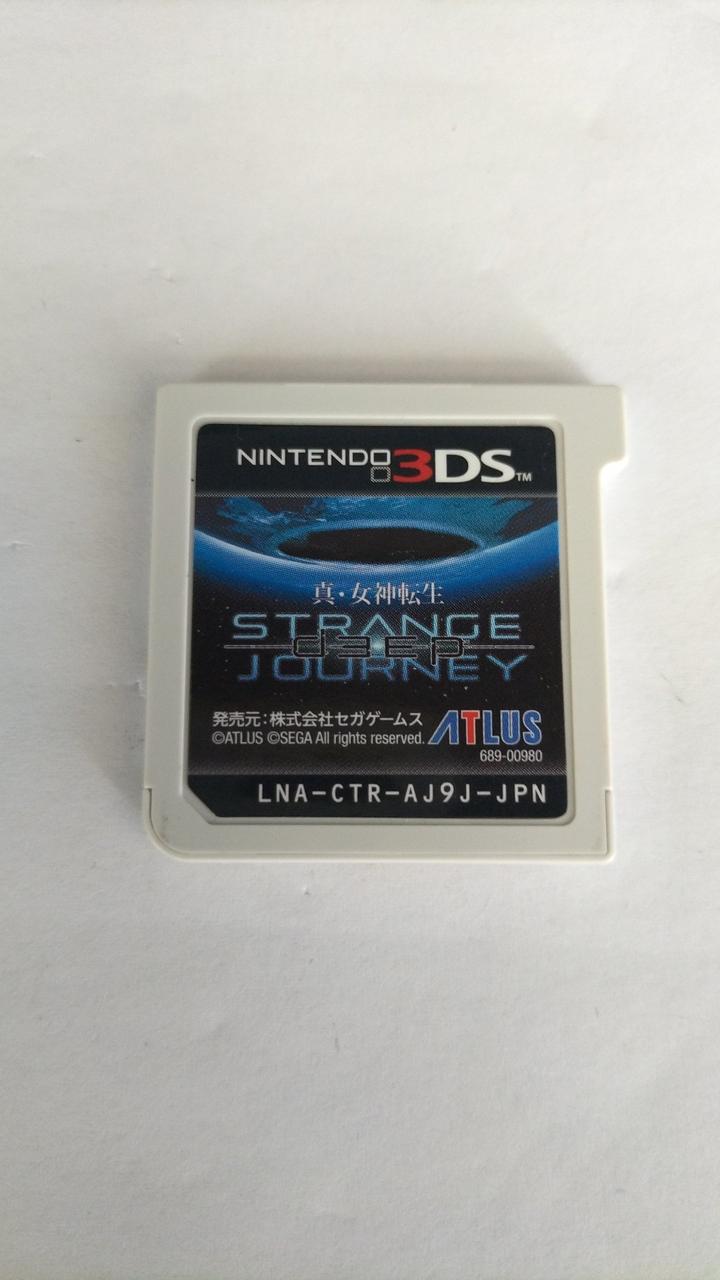 NINTENDO 3DS™
真・女神転生
STRANGE
dƎEp
JOURNEY
発売元:株式会社セガゲームス
©ATLUS ©SEGA All rights reserved.
ATLUS
689-00980
LNA-CTR-AJ9J-JPN